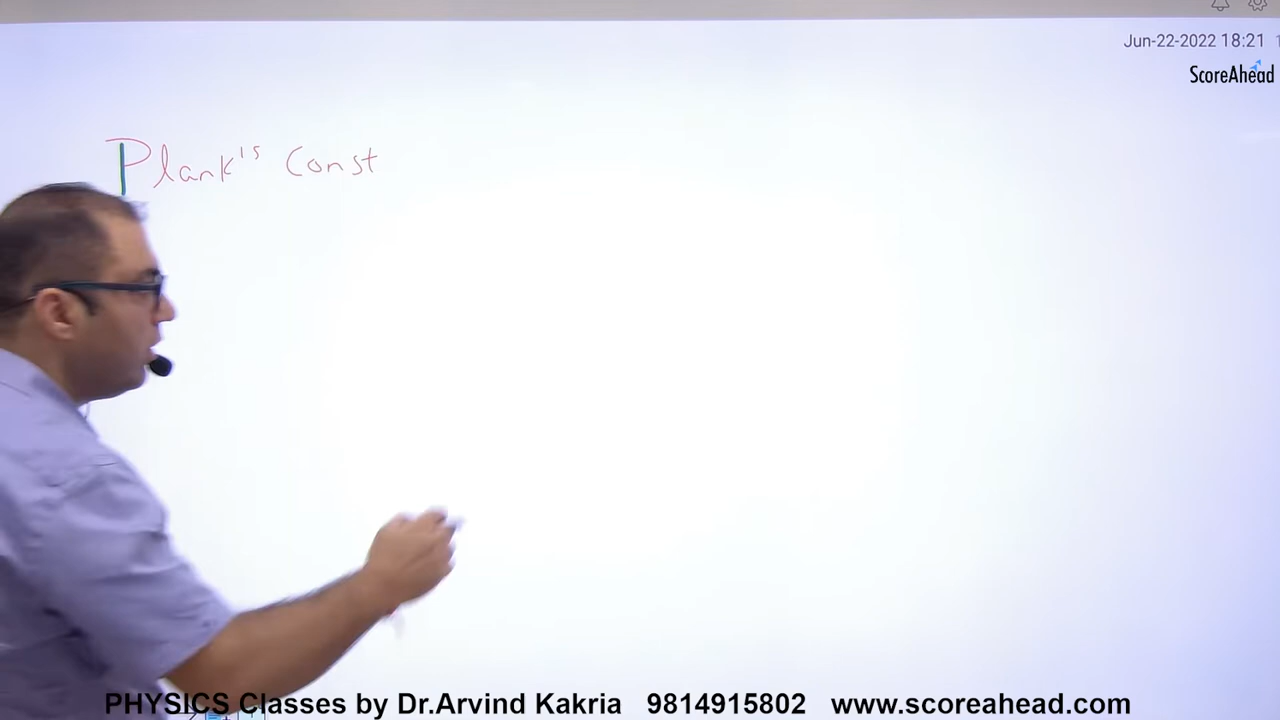 Jun-22-2022 18:21
ScoreAhead
Plank's Const
PHYSICS Classes by Dr.Arvind Kakria 9814915802 www.scoreahead.com